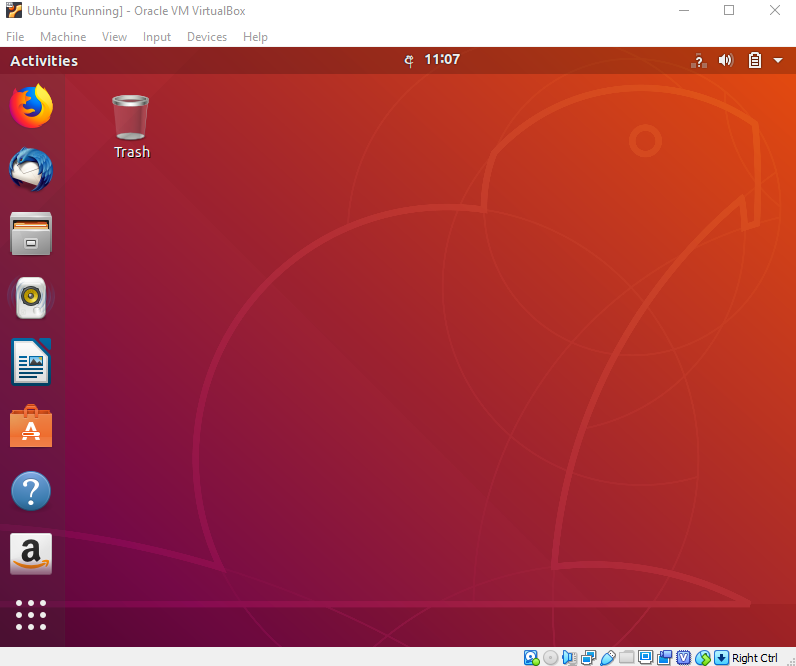 Ubuntu [Running] - Oracle VM VirtualBox
File Machine View Input Devices Help
Activities 11:07 ?
Trash
A
?
a
V Right Ctrl